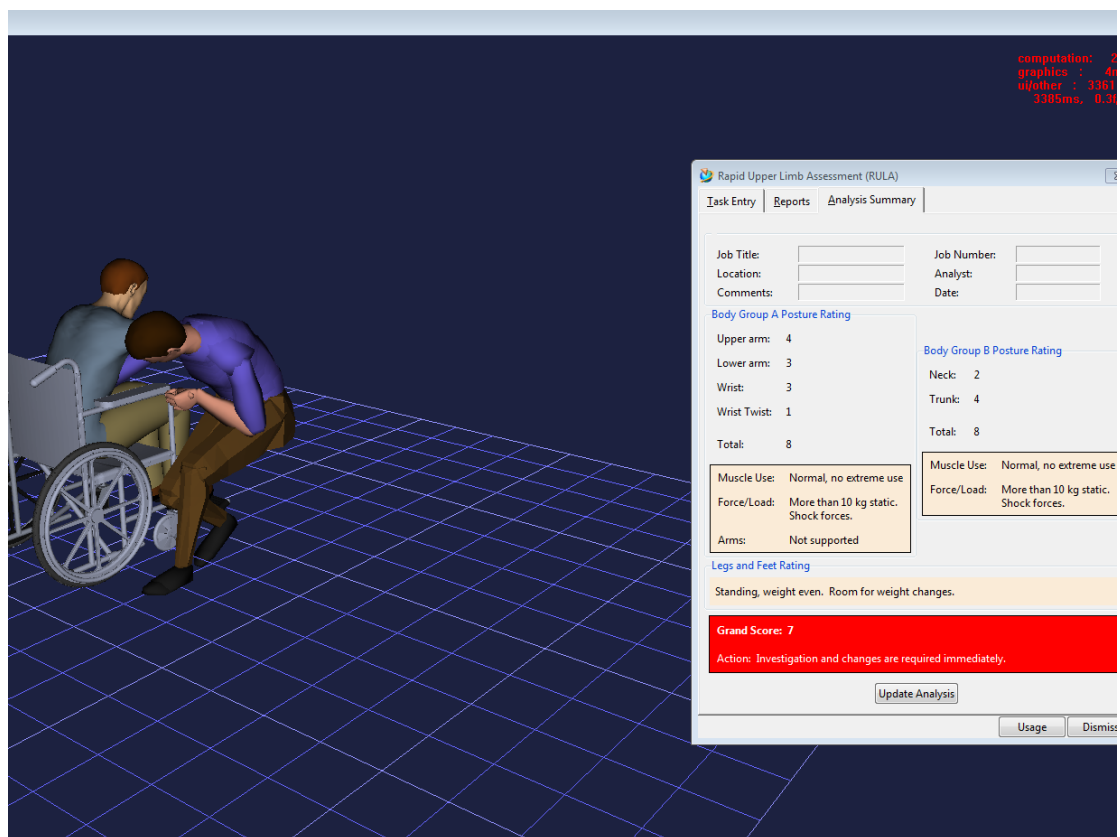 computation: 2
graphics : 4m
ui/other : 3361
3385ms, 0.30
Rapid Upper Limb Assessment (RULA)
Task Entry Reports Analysis Summary
Job Title: Job Number:
Location: Analyst:
Comments: Date:
Body Group A Posture Rating
Upper arm: 4
Lower arm: 3
Wrist: 3
Wrist Twist: 1
Total: 8
Muscle Use: Normal, no extreme use
Force/Load: More than 10 kg static.
Shock forces.
Arms: Not supported
Body Group B Posture Rating
Neck: 2
Trunk: 4
Total: 8
Muscle Use: Normal, no extreme use
Force/Load: More than 10 kg static.
Shock forces.
Legs and Feet Rating
Standing, weight even. Room for weight changes.
Grand Score: 7
Action: Investigation and changes are required immediately.
Update Analysis
Usage Dismiss